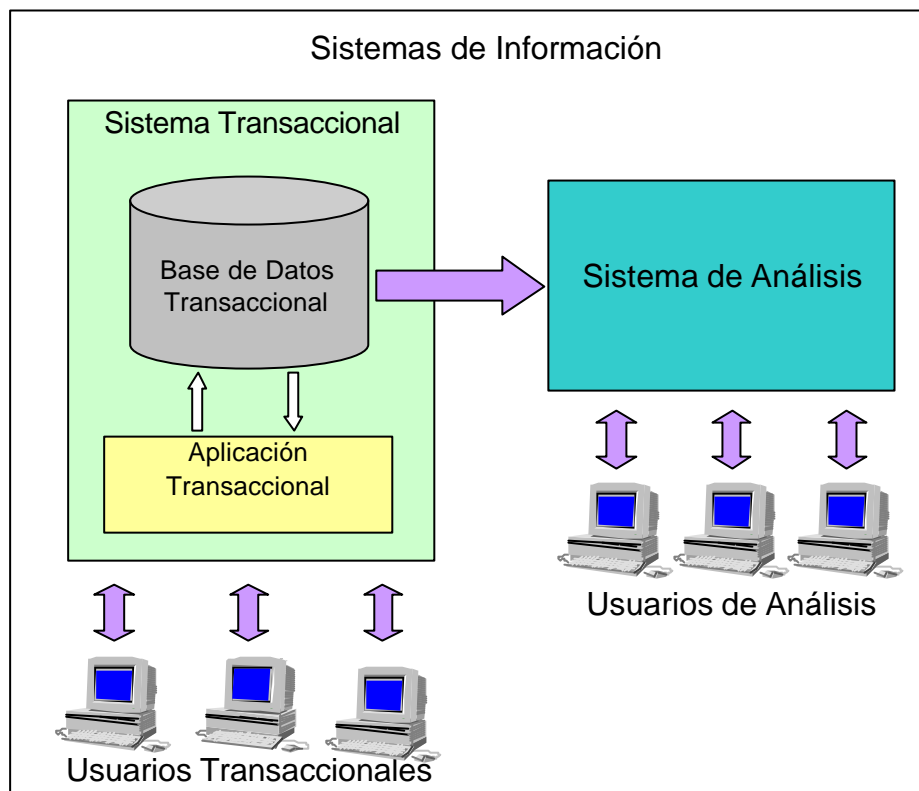 Sistemas de Información
Sistema Transaccional
Base de Datos
Transaccional
Sistema de Análisis
Aplicación
Transaccional
Usuarios de Análisis
Usuarios Transaccionales